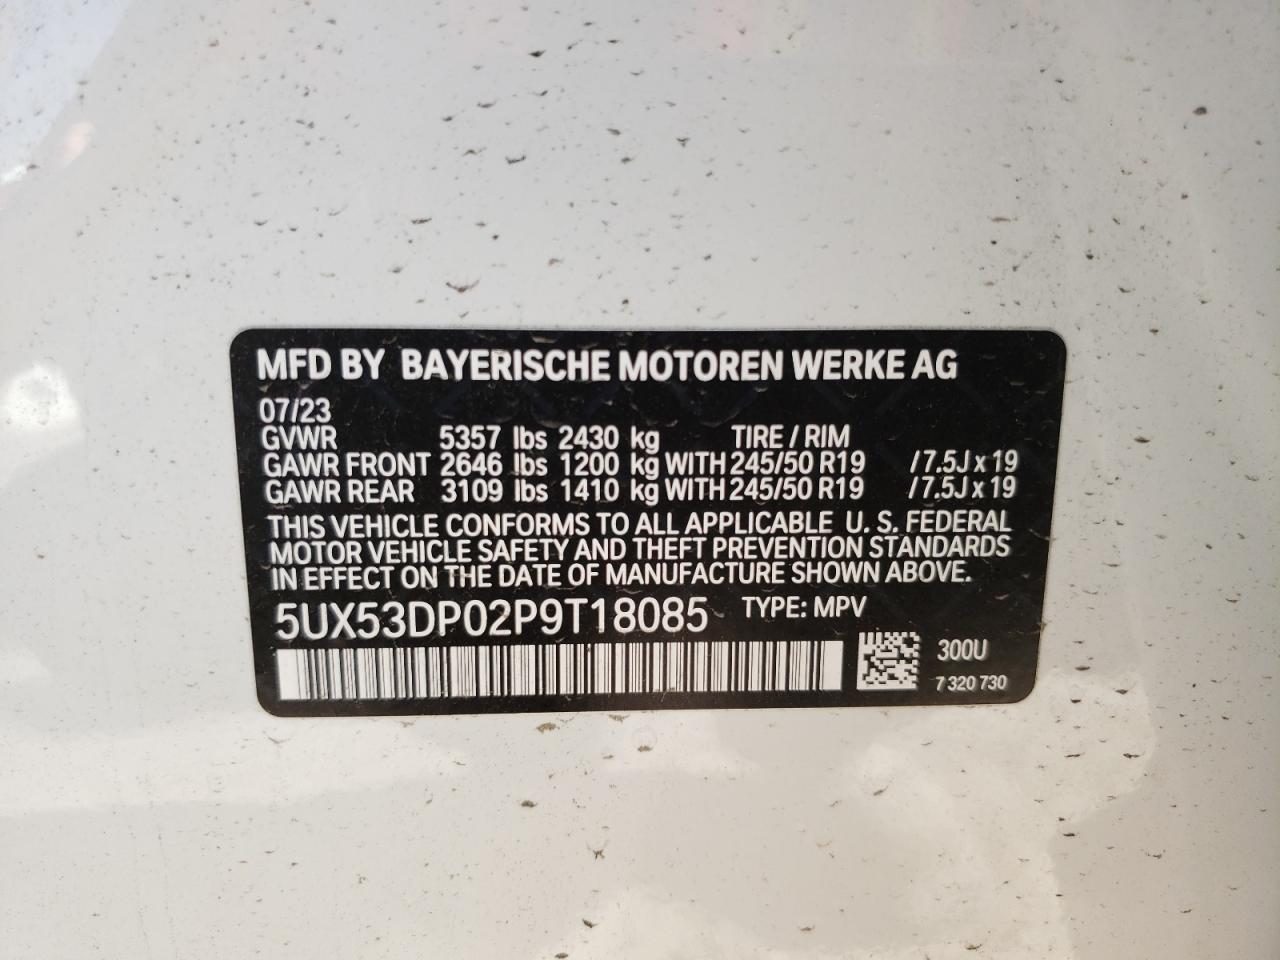 MFD BY BAYERISCHE MOTOREN WERKE AG
07/23
GVWR 5357 lbs 2430 kg TIRE / RIM
GAWR FRONT 2646 lbs 1200 kg WITH 245/50 R19 / 7.5J x 19
GAWR REAR 3109 lbs 1410 kg WITH 245/50 R19 / 7.5J x 19
THIS VEHICLE CONFORMS TO ALL APPLICABLE U. S. FEDERAL
MOTOR VEHICLE SAFETY AND THEFT PREVENTION STANDARDS
IN EFFECT ON THE DATE OF MANUFACTURE SHOWN ABOVE.
5UX53DP02P9T18085 TYPE: MPV
300U
7 320 730